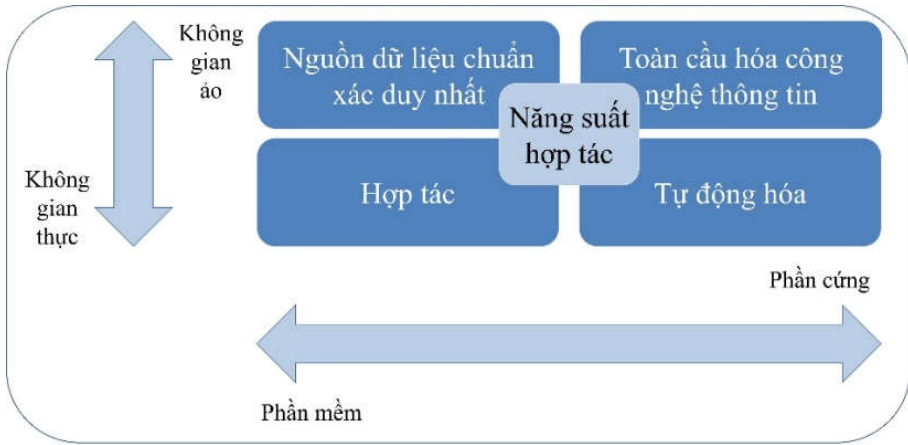 Không
gian
ảo
Nguồn dữ liệu chuẩn
xác duy nhất
Toàn cầu hóa công
nghệ thông tin
Năng suất
hợp tác
Không
gian
thực
Hợp tác
Tự động hóa
Phần cứng
Phần mềm